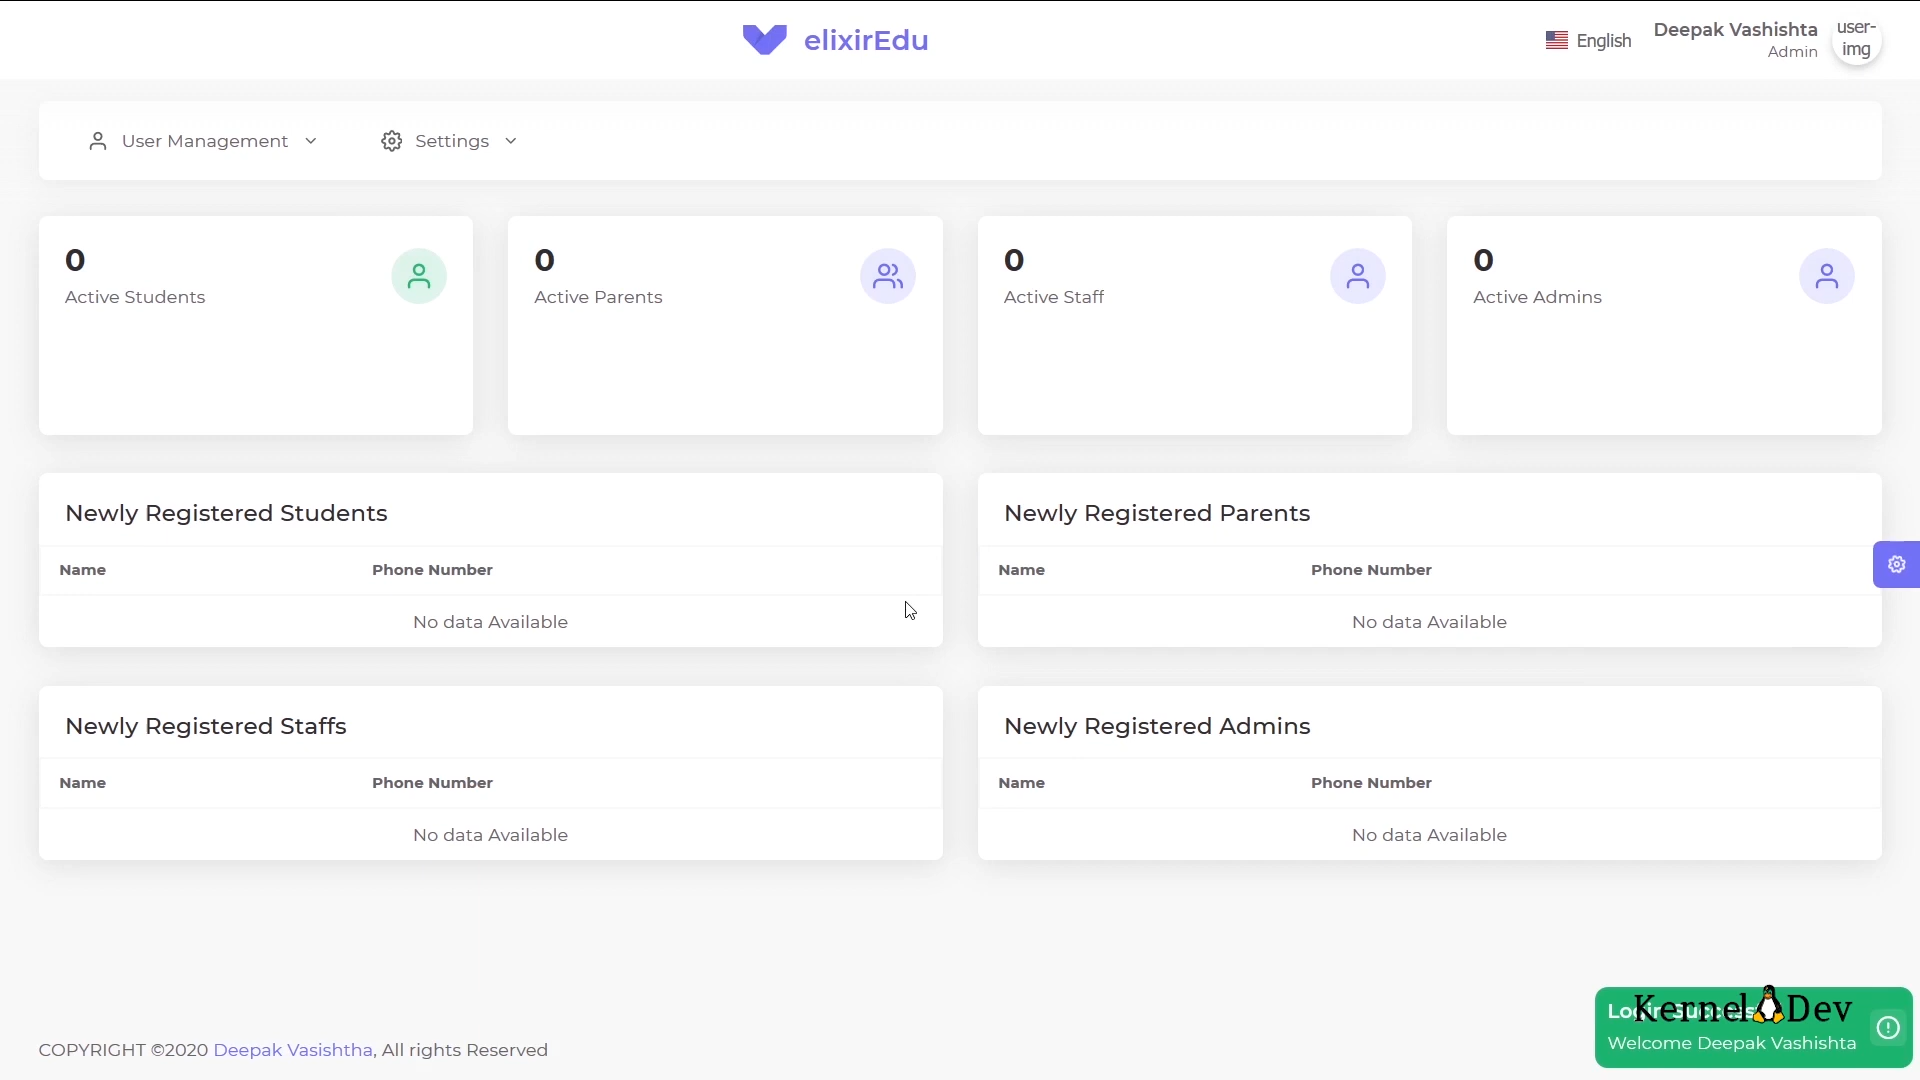 elixirEdu
English
Deepak Vashishta
Admin
user-
img
User Management
Settings
0
Active Students
0
Active Parents
0
Active Staff
0
Active Admins
Newly Registered Students
Name Phone Number
No data Available
Newly Registered Parents
Name Phone Number
No data Available
Newly Registered Staffs
Name Phone Number
No data Available
Newly Registered Admins
Name Phone Number
No data Available
Login Success
Kernel Dev
Welcome Deepak Vashishta
COPYRIGHT ©2020 Deepak Vasishtha, All rights Reserved